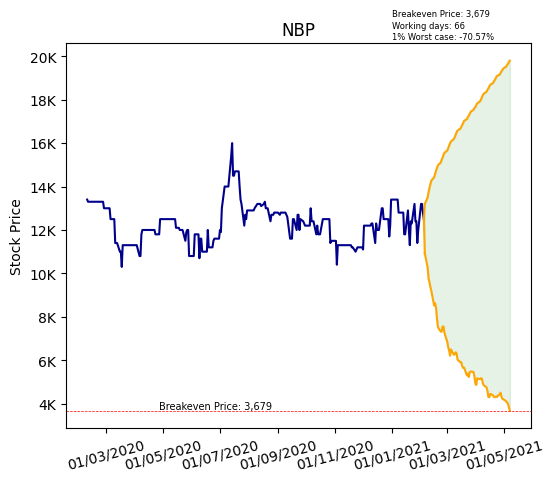 Breakeven Price: 3,679
Working days: 66
1% Worst case: -70.57%
NBP
Stock Price
20K
18K
16K
14K
12K
10K
8K
6K
4K
Breakeven Price: 3,679
01/03/2020
01/05/2020
01/07/2020
01/09/2020
01/11/2020
01/01/2021
01/03/2021
01/05/2021